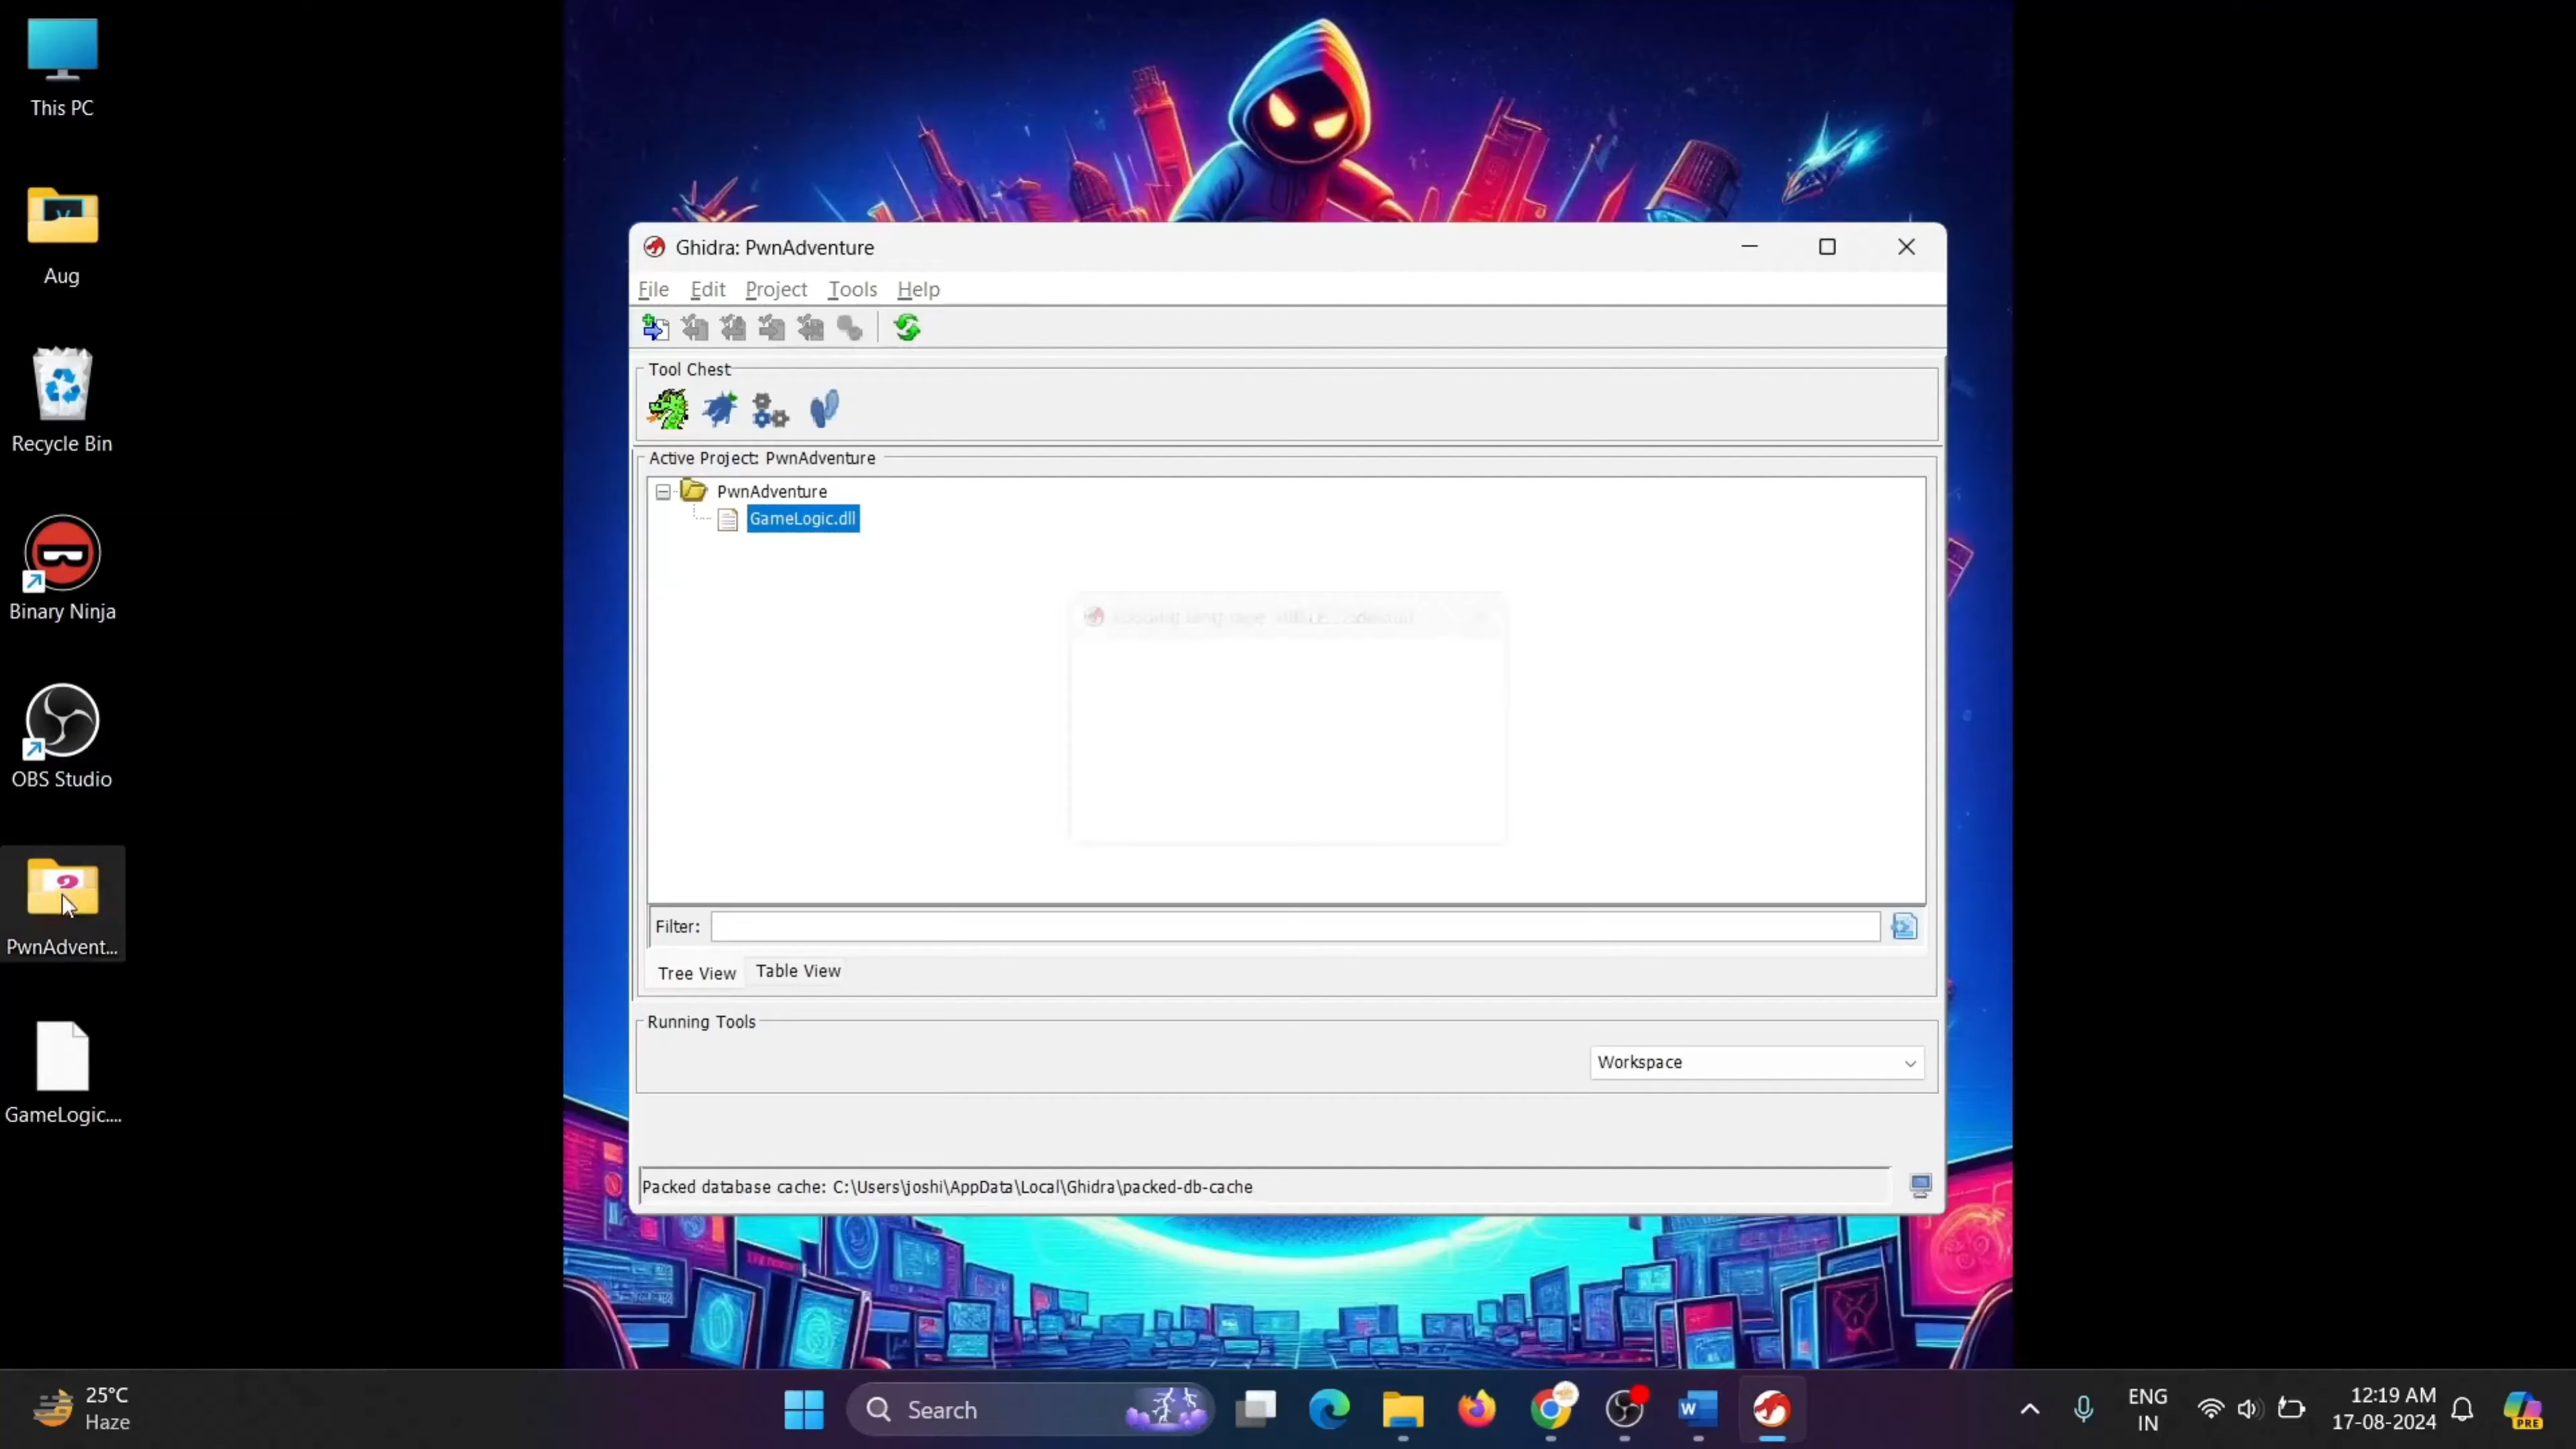 This PC
Aug
Recycle Bin
Binary Ninja
OBS Studio
PwnAdvent...
GameLogic....
Ghidra: PwnAdventure
File Edit Project Tools Help
Tool Chest
Active Project: PwnAdventure
PwnAdventure
GameLogic.dll
Filter:
Tree View Table View
Running Tools
Workspace
Packed database cache: C:\Users\joshi\AppData\Local\Ghidra\packed-db-cache
25°C
Haze
Search
ENG
IN
12:19 AM
17-08-2024
PRE